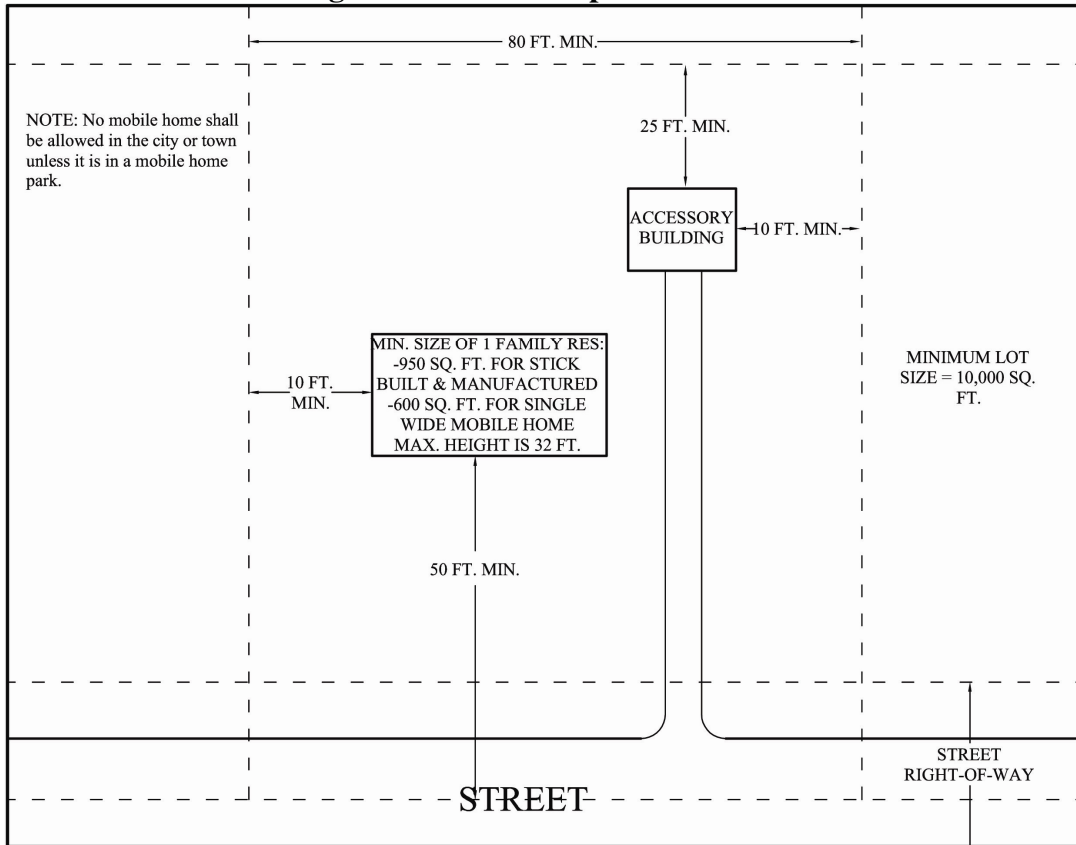 80 FT. MIN.
NOTE: No mobile home shall
be allowed in the city or town
unless it is in a mobile home
park.
25 FT. MIN.
ACCESSORY
BUILDING
10 FT. MIN.
MIN. SIZE OF 1 FAMILY RES:
-950 SQ. FT. FOR STICK
BUILT & MANUFACTURED
-600 SQ. FT. FOR SINGLE
WIDE MOBILE HOME
MAX. HEIGHT IS 32 FT.
10 FT.
MIN.
MINIMUM LOT
SIZE = 10,000 SQ.
FT.
50 FT. MIN.
STREET
RIGHT-OF-WAY
STREET